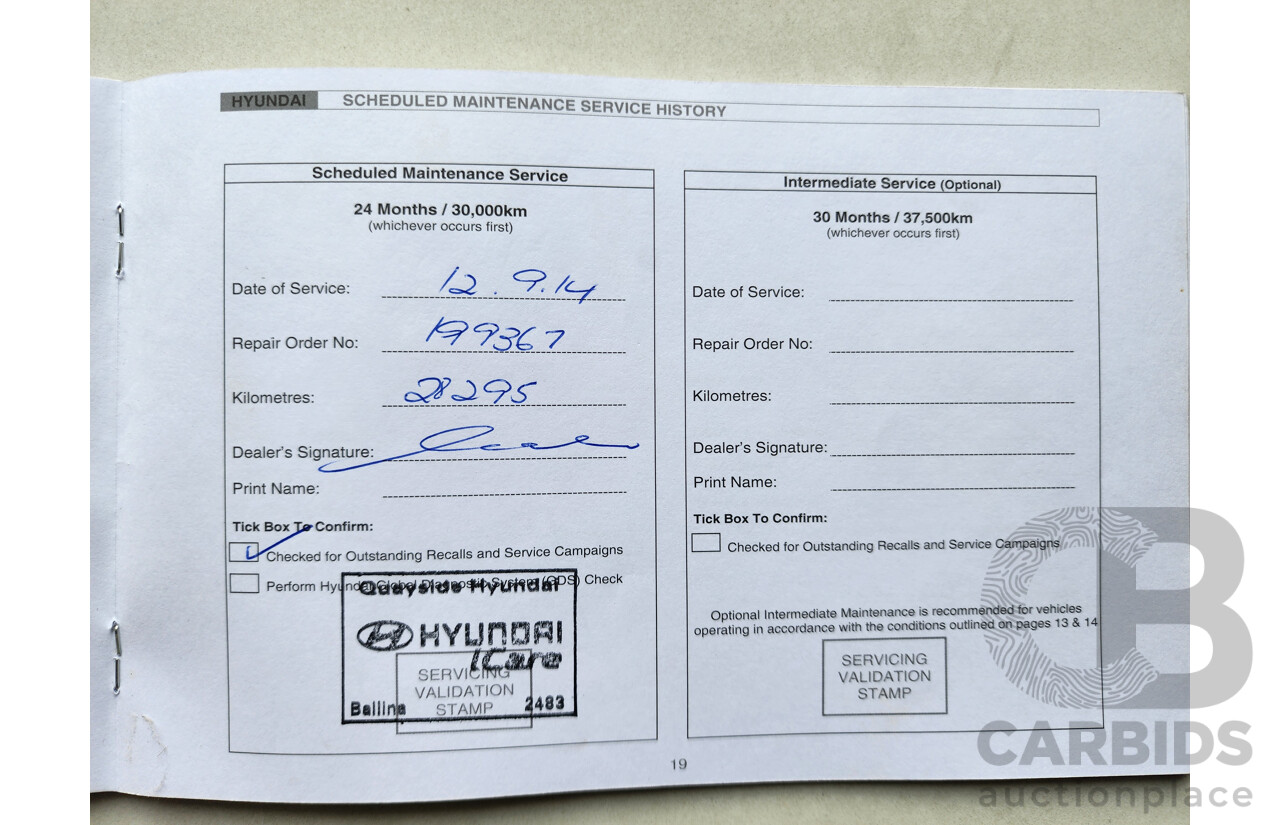 HYUNDAI SCHEDULED MAINTENANCE SERVICE HISTORY
Scheduled Maintenance Service
24 Months / 30,000km
(whichever occurs first)
Date of Service: 12.9.14
Repair Order No: 199367
Kilometres: 28295
Dealer's Signature:
Print Name:
Tick Box To Confirm:
Checked for Outstanding Recalls and Service Campaigns
Perform Hyundai Global Diagnostic System (GDS) Check
Quayside Hyundai
HYUNDAI
iCare
SERVICING
VALIDATION
STAMP
Ballina 2483
Intermediate Service (Optional)
30 Months / 37,500km
(whichever occurs first)
Date of Service:
Repair Order No:
Kilometres:
Dealer's Signature:
Print Name:
Tick Box To Confirm:
Checked for Outstanding Recalls and Service Campaigns
Optional Intermediate Maintenance is recommended for vehicles
operating in accordance with the conditions outlined on pages 13 & 14
SERVICING
VALIDATION
STAMP
19
CARBIDS
auctionplace